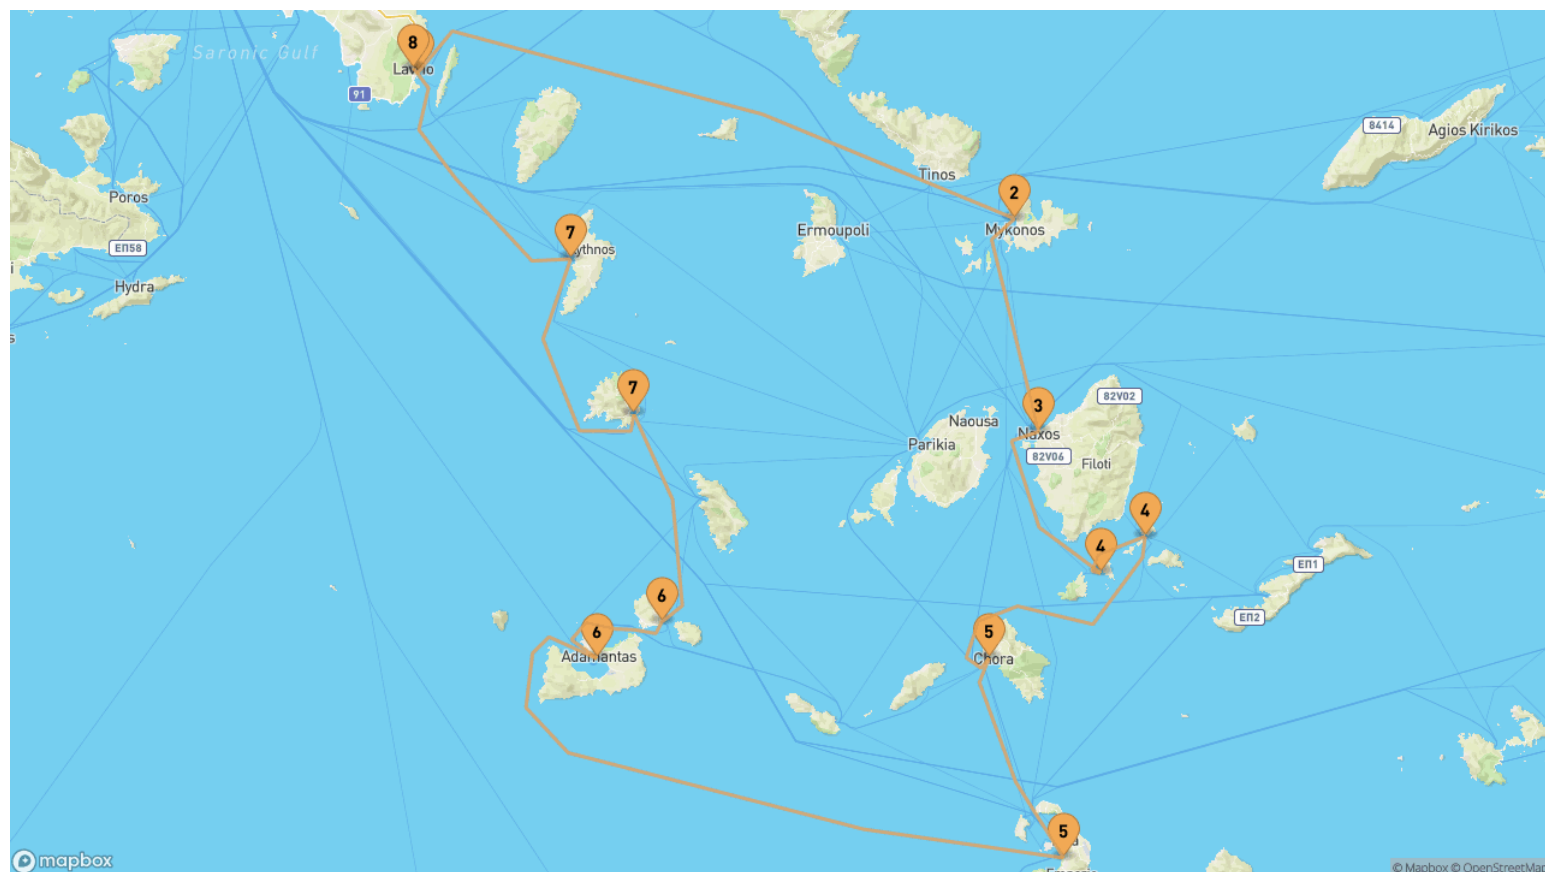 Saronic Gulf
8
Lavrio
91
8414
Agios Kirikos
Tinos
2
Poros
Mykonos
7
Ermoupoli
ythnos
ΕΠ58
Hydra
7
82V02
3
Naousa
Naxos
Parikia
82V06
Filoti
4
4
ΕΠ1
6
ΕΠ2
6
5
Adamantas
Chora
5
mapbox
© Mapbox © OpenStreetMap